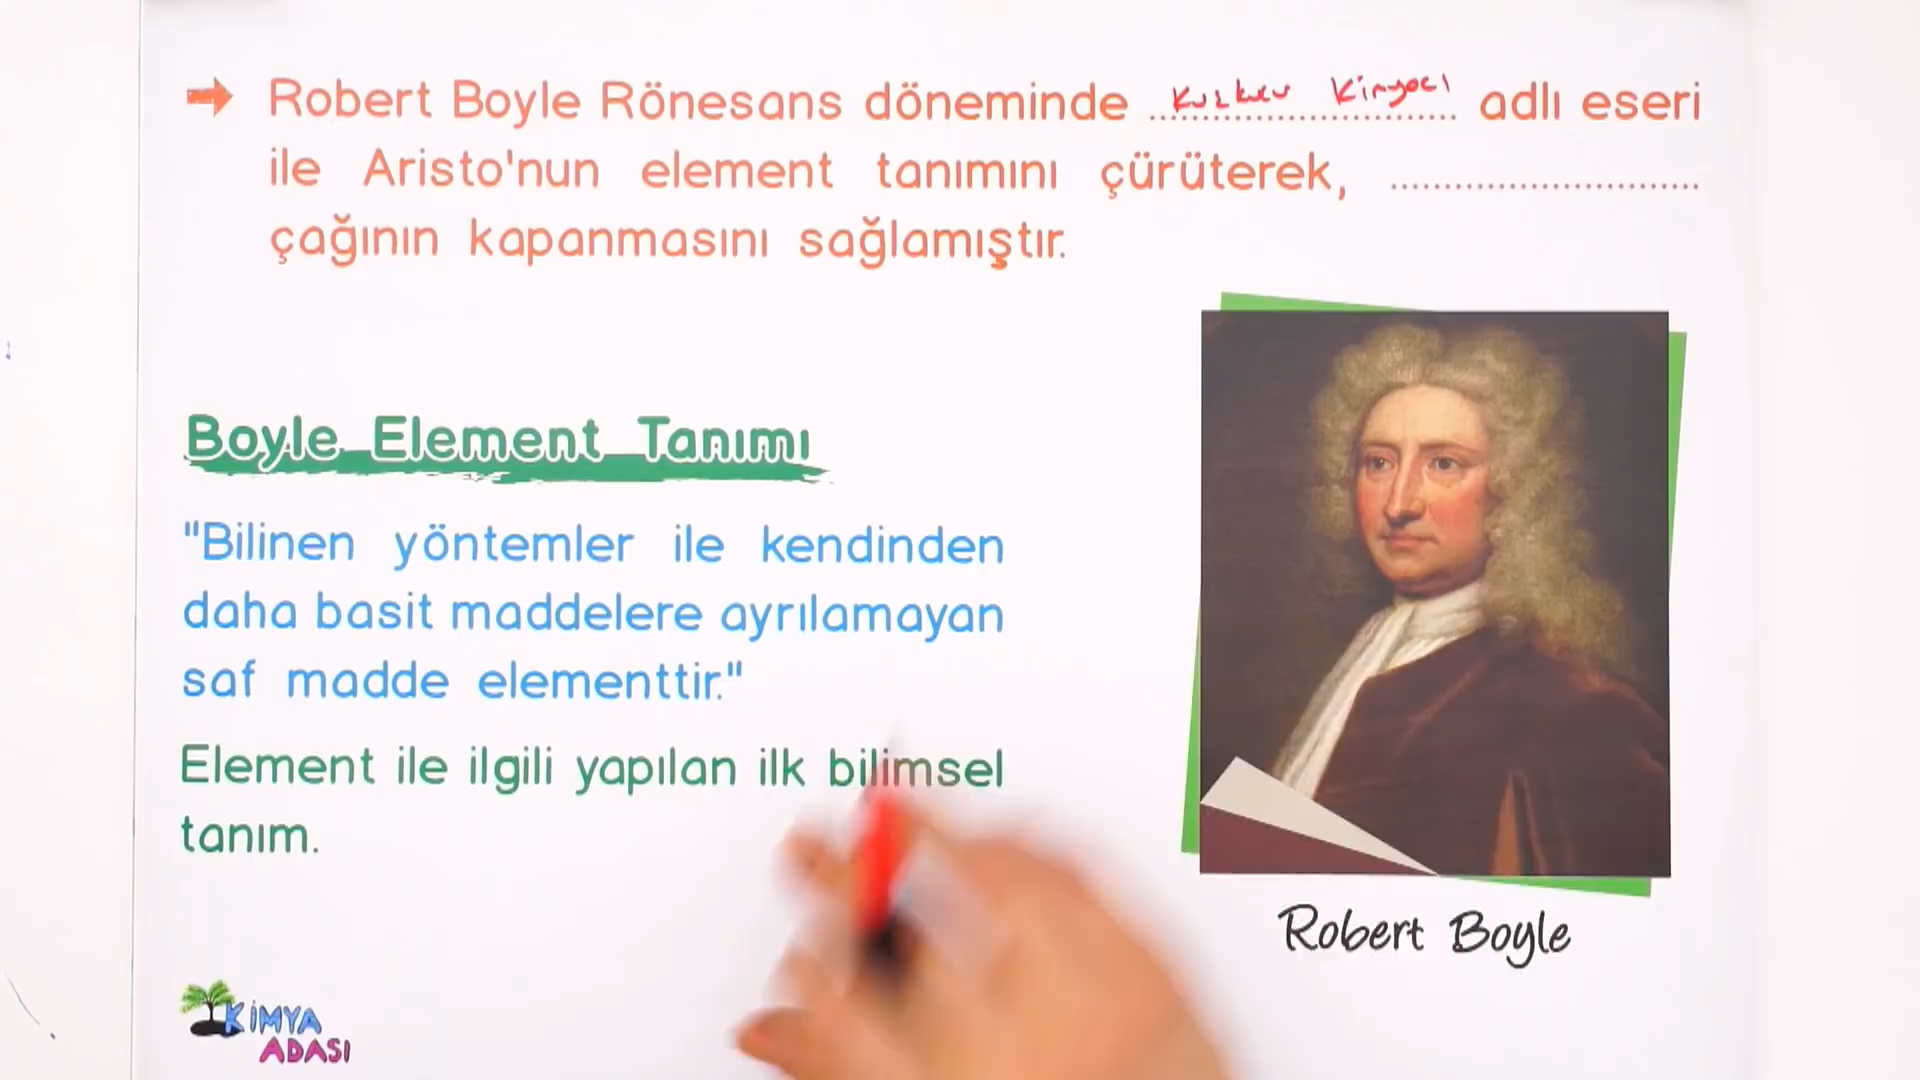 → Robert Boyle Rönesans döneminde Kuşkucu Kimyacı adlı eseri
ile Aristo'nun element tanımını çürüterek, ............................
çağının kapanmasını sağlamıştır.
Boyle Element Tanımı
"Bilinen yöntemler ile kendinden
daha basit maddelere ayrılamayan
saf madde elementtir."
Element ile ilgili yapılan ilk bilimsel
tanım.
Robert Boyle
KİMYA
ADASI